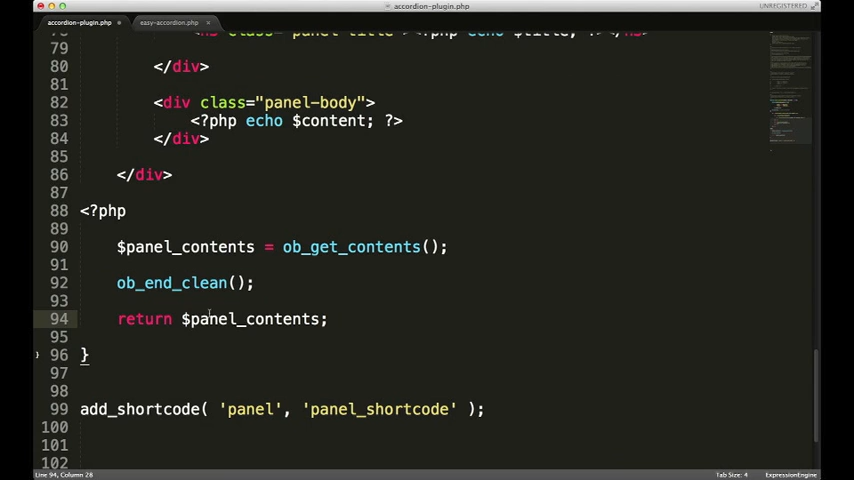 accordion-plugin.php
UNREGISTERED
accordion-plugin.php
easy-accordion.php
79
80 </div>
81
82 <div class="panel-body">
83 <?php echo $content; ?>
84 </div>
85
86 </div>
87
88 <?php
89
90 $panel_contents = ob_get_contents();
91
92 ob_end_clean();
93
94 return $panel_contents;
95
96 }
97
98
99 add_shortcode( 'panel', 'panel_shortcode' );
100
101
102
Line 94, Column 28
Tab Size: 4
ExpressionEngine